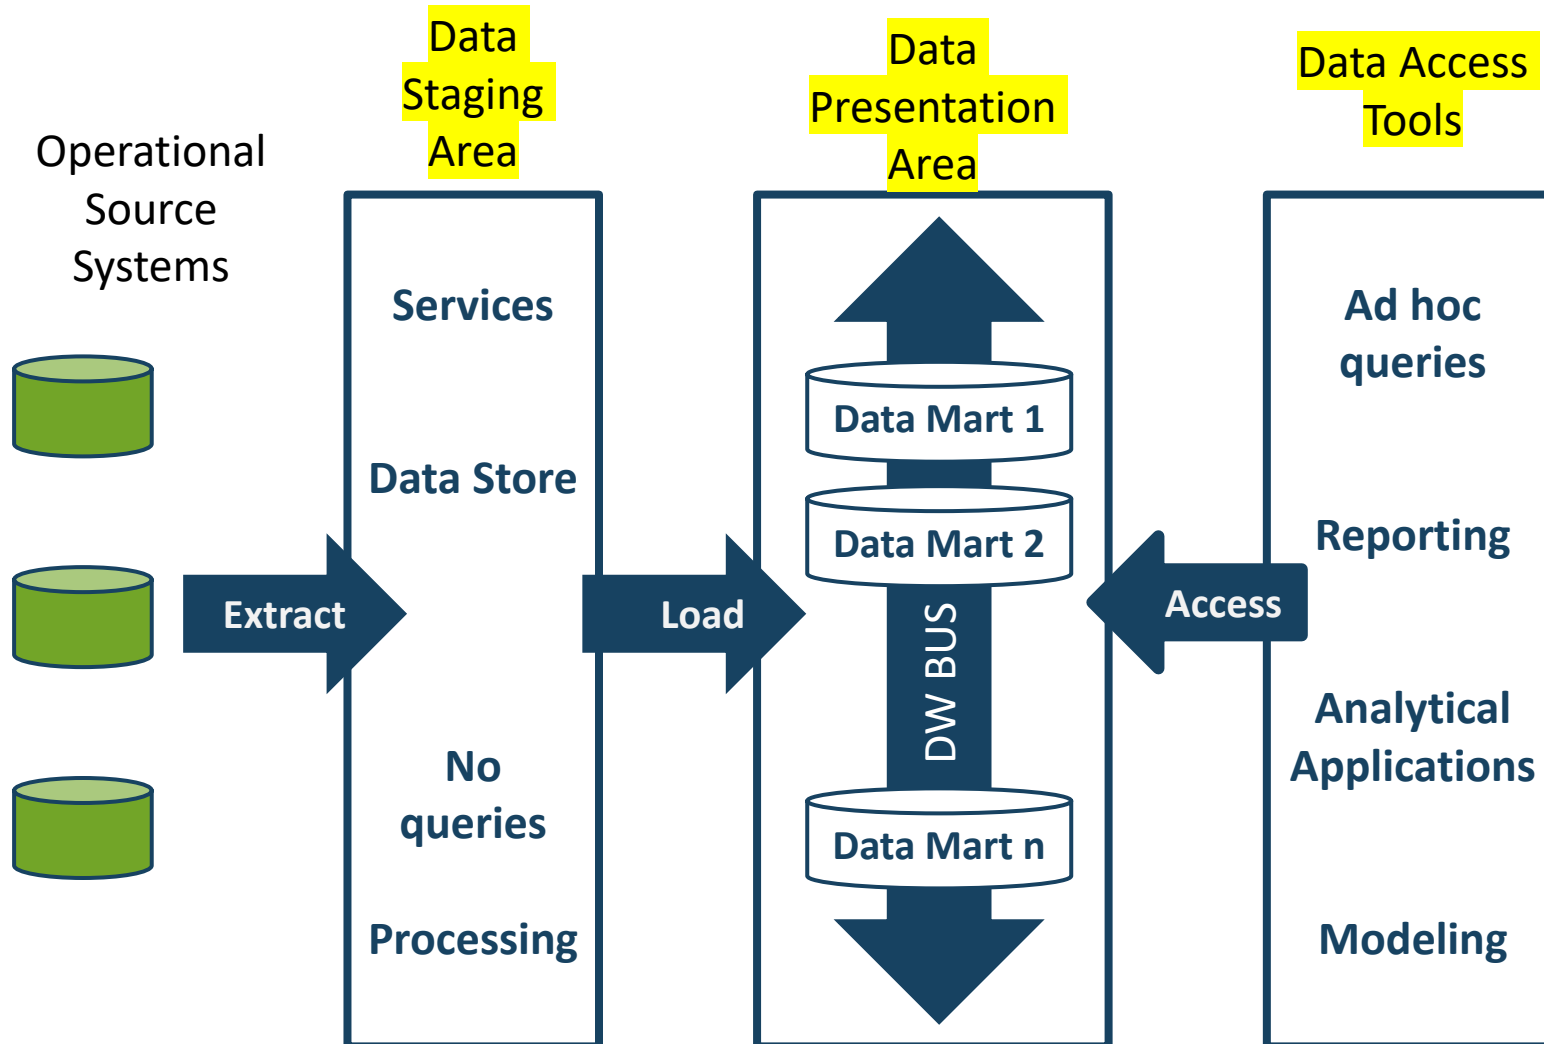 Operational
Source
Systems
Data
Staging
Area
Services
Data Store
No
queries
Processing
Extract
Load
Data
Presentation
Area
Data Mart 1
Data Mart 2
DW BUS
Data Mart n
Access
Data Access
Tools
Ad hoc
queries
Reporting
Analytical
Applications
Modeling